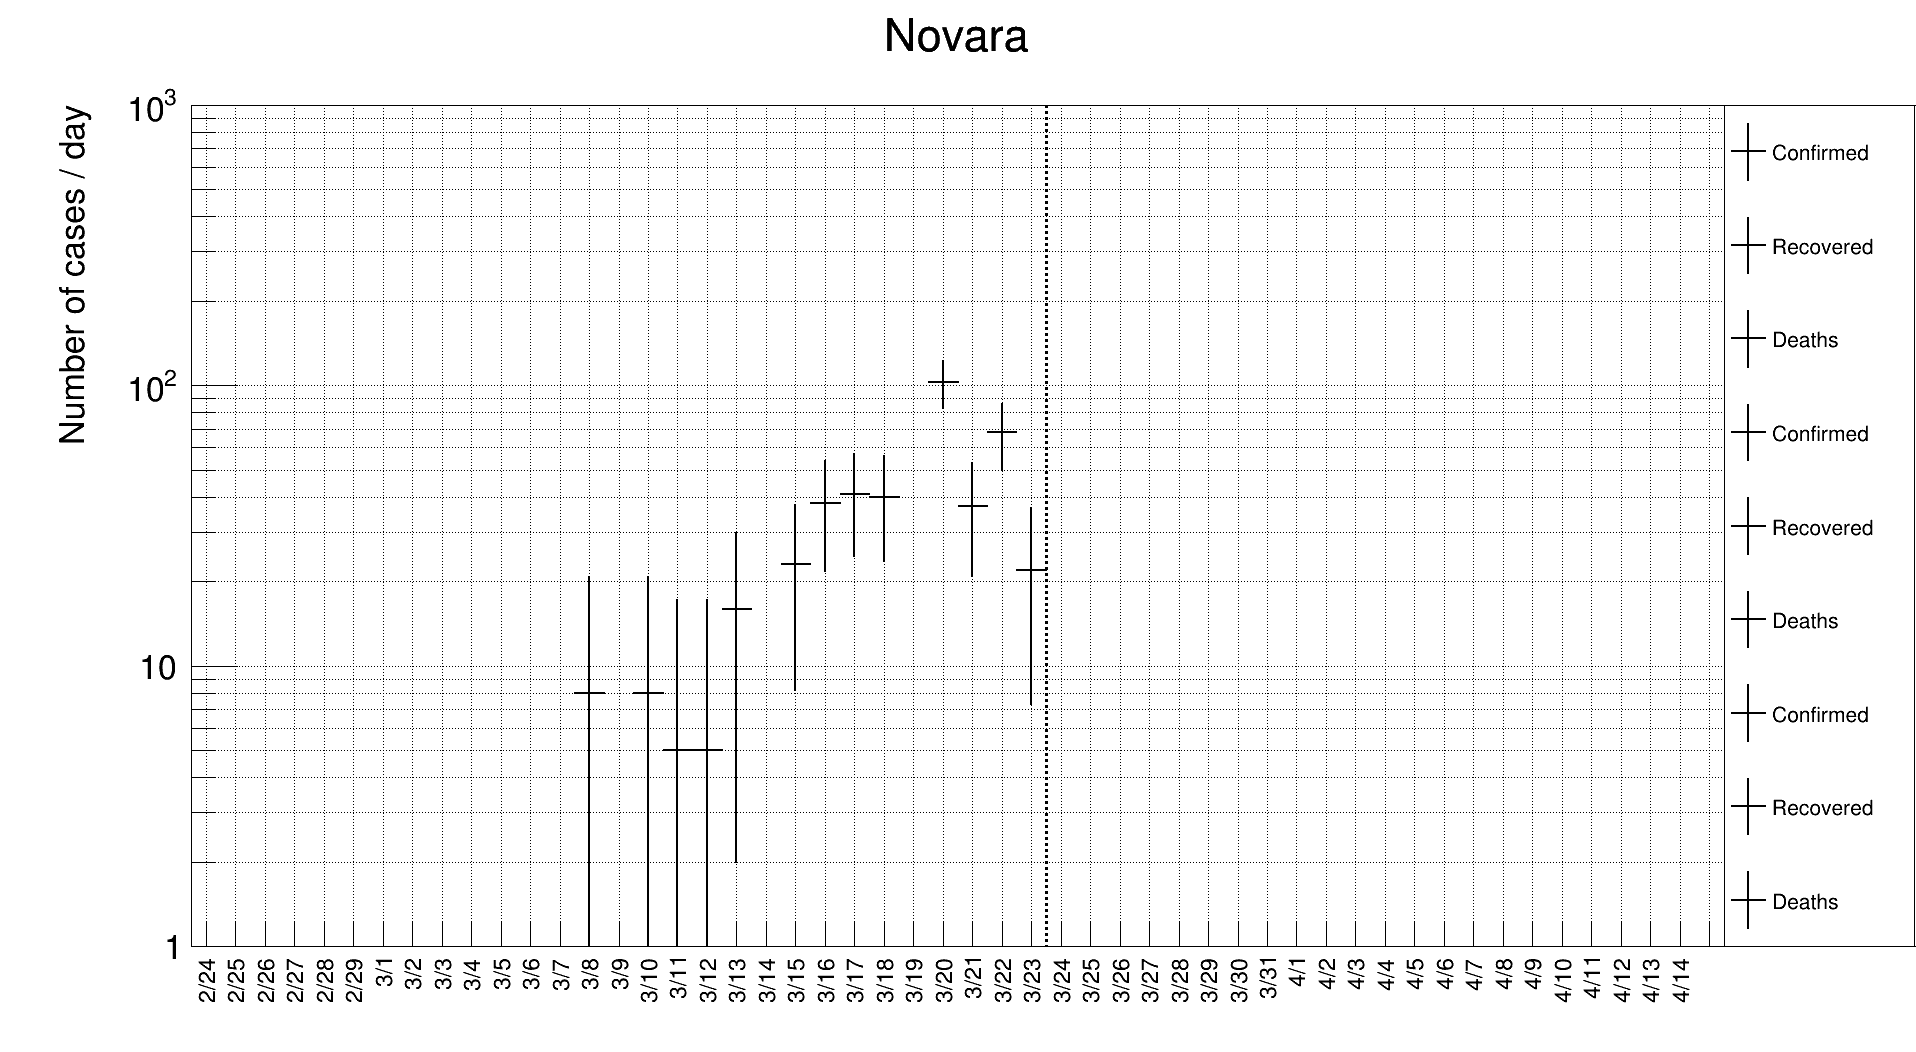 Novara
Number of cases / day
10³
10²
10
1
2/24 2/25 2/26 2/27 2/28 2/29 3/1 3/2 3/3 3/4 3/5 3/6 3/7 3/8 3/9 3/10 3/11 3/12 3/13 3/14 3/15 3/16 3/17 3/18 3/19 3/20 3/21 3/22 3/23 3/24 3/25 3/26 3/27 3/28 3/29 3/30 3/31 4/1 4/2 4/3 4/4 4/5 4/6 4/7 4/8 4/9 4/10 4/11 4/12 4/13 4/14
Confirmed
Recovered
Deaths
Confirmed
Recovered
Deaths
Confirmed
Recovered
Deaths